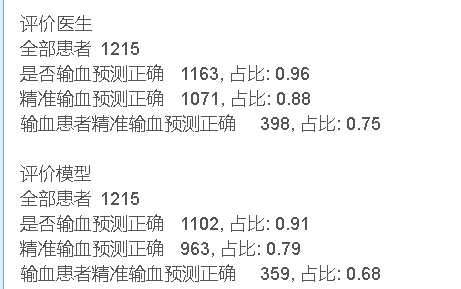 评价医生
全部患者 1215
是否输血预测正确 1163, 占比: 0.96
精准输血预测正确 1071, 占比: 0.88
输血患者精准输血预测正确 398, 占比: 0.75
评价模型
全部患者 1215
是否输血预测正确 1102, 占比: 0.91
精准输血预测正确 963, 占比: 0.79
输血患者精准输血预测正确 359, 占比: 0.68